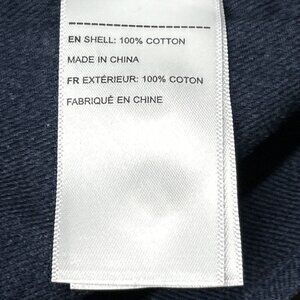 EN SHELL: 100% COTTON
MADE IN CHINA
FR EXTÉRIEUR: 100% COTON
FABRIQUÉ EN CHINE